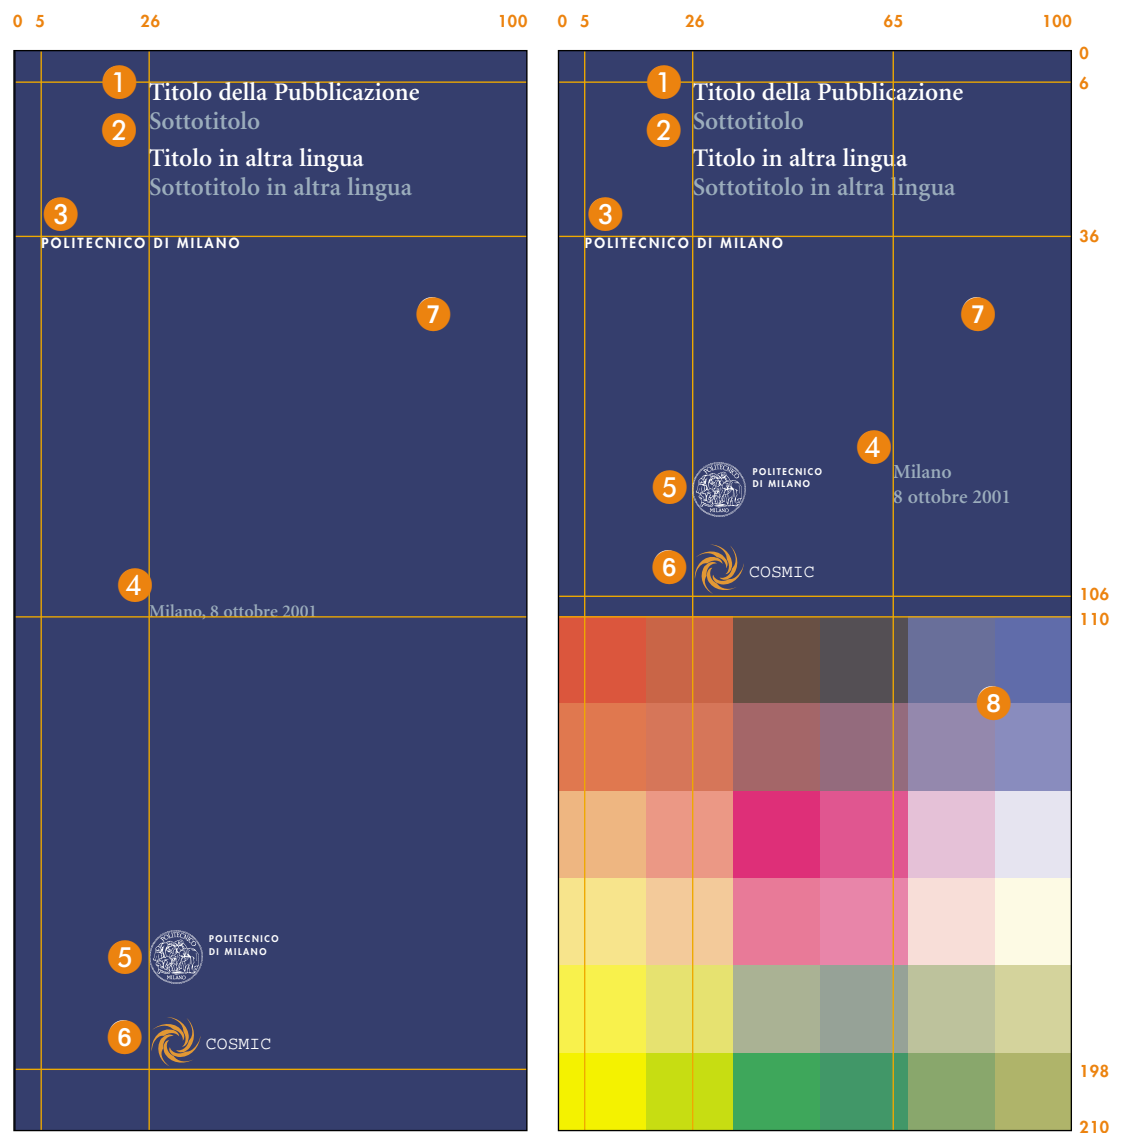 0 5 26 100
1 Titolo della Pubblicazione
2 Sottotitolo
Titolo in altra lingua
Sottotitolo in altra lingua
3
POLITECNICO DI MILANO
7
4
Milano, 8 ottobre 2001
5 POLITECNICO
DI MILANO
POLITECNICO
MILANO
6 COSMIC
0 5 26 65 100
0
6
1 Titolo della Pubblicazione
2 Sottotitolo
Titolo in altra lingua
Sottotitolo in altra lingua
3
POLITECNICO DI MILANO
36
7
4
Milano
8 ottobre 2001
5 POLITECNICO
DI MILANO
POLITECNICO
MILANO
6 COSMIC
106
110
8
198
210